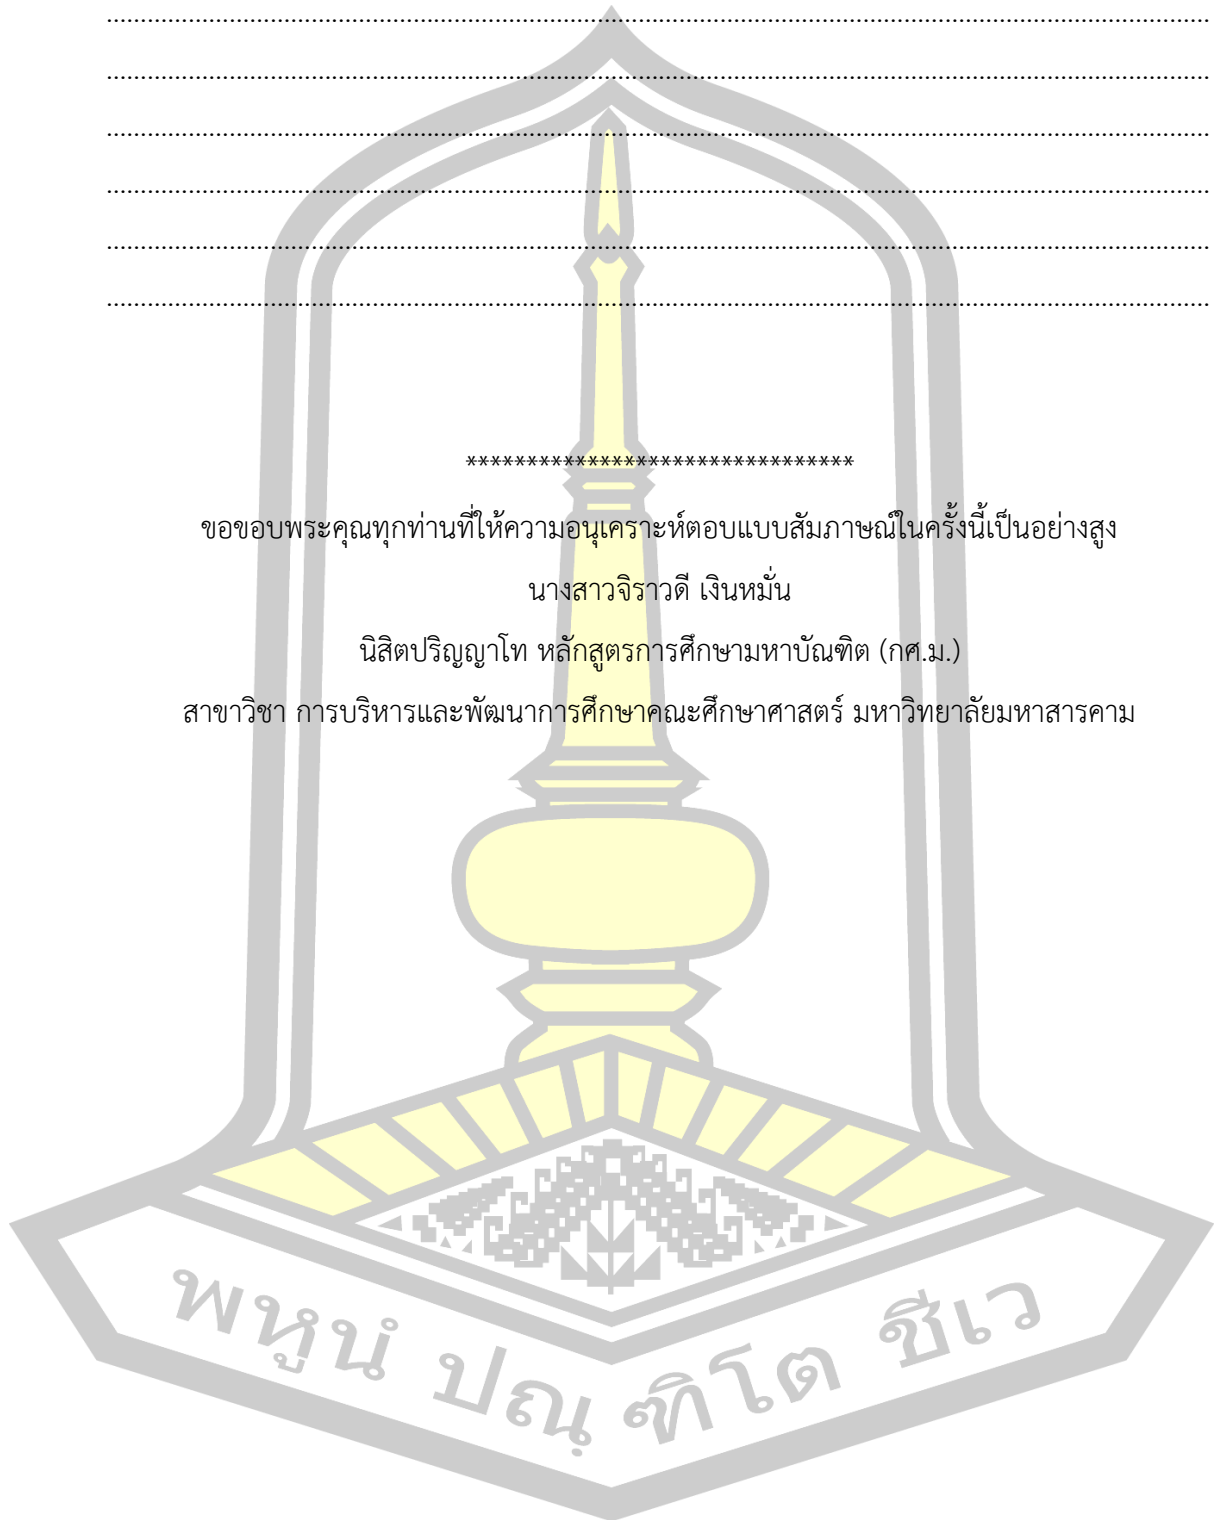 ................................................................................................................................................................
................................................................................................................................................................
................................................................................................................................................................
................................................................................................................................................................
................................................................................................................................................................
................................................................................................................................................................
********************************
ขอขอบพระคุณทุกท่านที่ให้ความอนุเคราะห์ตอบแบบสัมภาษณ์ในครั้งนี้เป็นอย่างสูง
นางสาวจิราวดี เงินหมั่น
นิสิตปริญญาโท หลักสูตรการศึกษามหาบัณฑิต (กศ.ม.)
สาขาวิชา การบริหารและพัฒนาการศึกษาคณะศึกษาศาสตร์ มหาวิทยาลัยมหาสารคาม
พหูนํ ปณฺ ฑิโต ชีเว